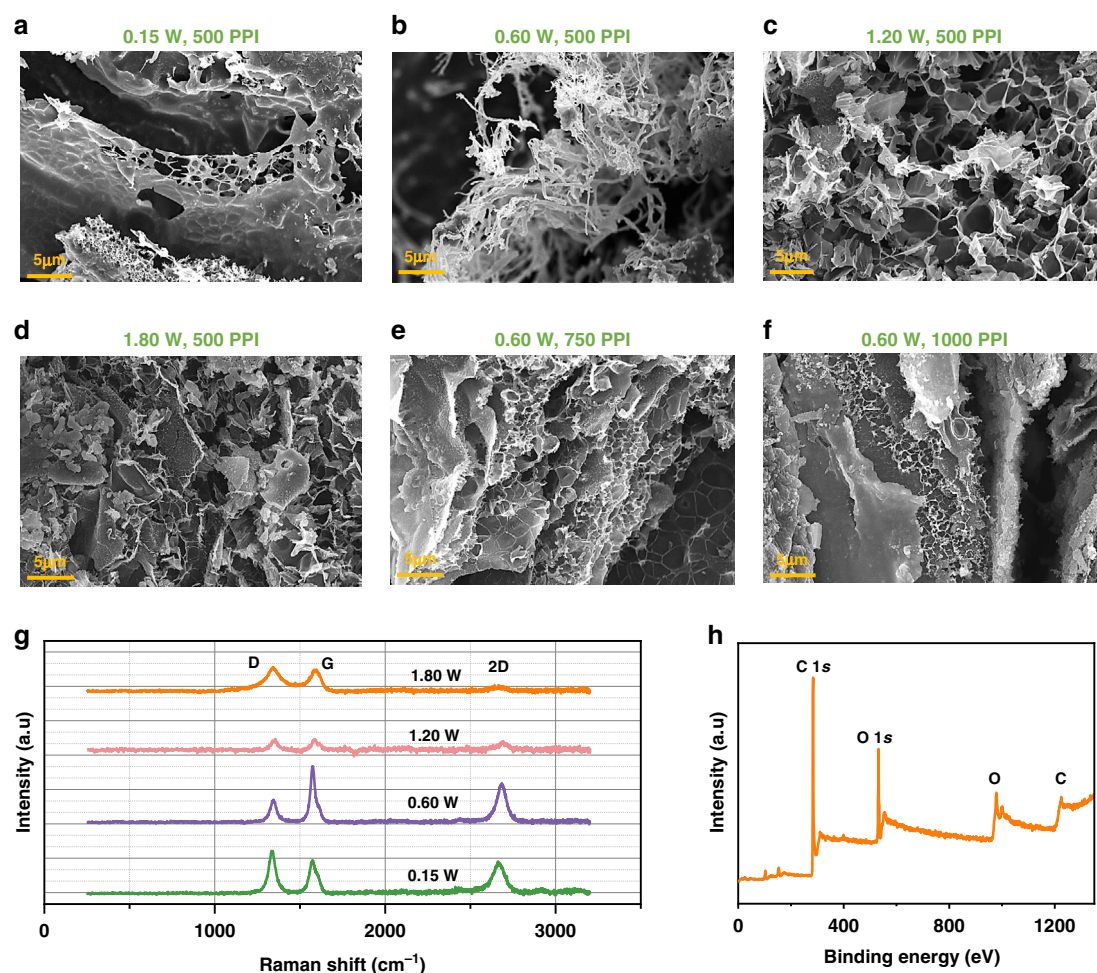 a
0.15 W, 500 PPI
5μm
b
0.60 W, 500 PPI
5μm
c
1.20 W, 500 PPI
5μm
d
1.80 W, 500 PPI
5μm
e
0.60 W, 750 PPI
5μm
f
0.60 W, 1000 PPI
5μm
g
Intensity (a.u)
D
G
2D
1.80 W
1.20 W
0.60 W
0.15 W
0 1000 2000 3000
Raman shift (cm⁻¹)
h
Intensity (a.u)
C 1s
O 1s
O
C
0 400 800 1200
Binding energy (eV)